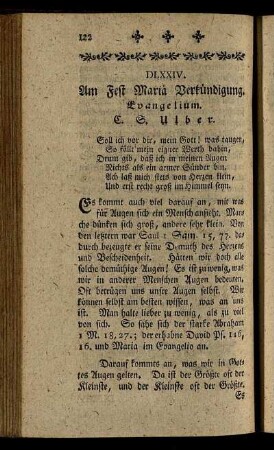 122
DLXXIV.
Am Fest Mariä Verkündigung.
Evangelium.
C. S. Ulber.
Soll ich vor dir, mein Gott! was taugen,
So fällt mein eigner Werth dahin,
Drum gib, daß ich in meinen Augen
Nichts als ein armer Sünder bin.
Ach laß mich stets von Herzen klein,
Und erst recht groß im Himmel seyn.
Es kommt auch viel darauf an, mit was
für Augen sich ein Mensch ansieht. Man
chs dünken sich groß, andere sehr klein. Von
den letztern war Saul 1 Sam. 15, 17. des
durch bezeugte er seine Demuth des Herzens
und Bescheidenheit. Hätten wir doch alle
solche demüthige Augen! Es ist zu wenig, was
wir in anderer Menschen Augen bedeuten.
Oft betrügen uns unsre Augen selbst. Wir
können selbst am besten wissen, was an uns
ist. Man halte lieber zu wenig, als zu viel
von sich. So sahe sich der starke Abraham
1 M. 18, 27.; der erhabne David Ps. 116,
16. und Maria im Evangelio an.
Darauf kommts an, was wir in Got=
tes Augen gelten. Da ist der Größte oft der
Kleinste, und der Kleinste oft der Größte.
Es